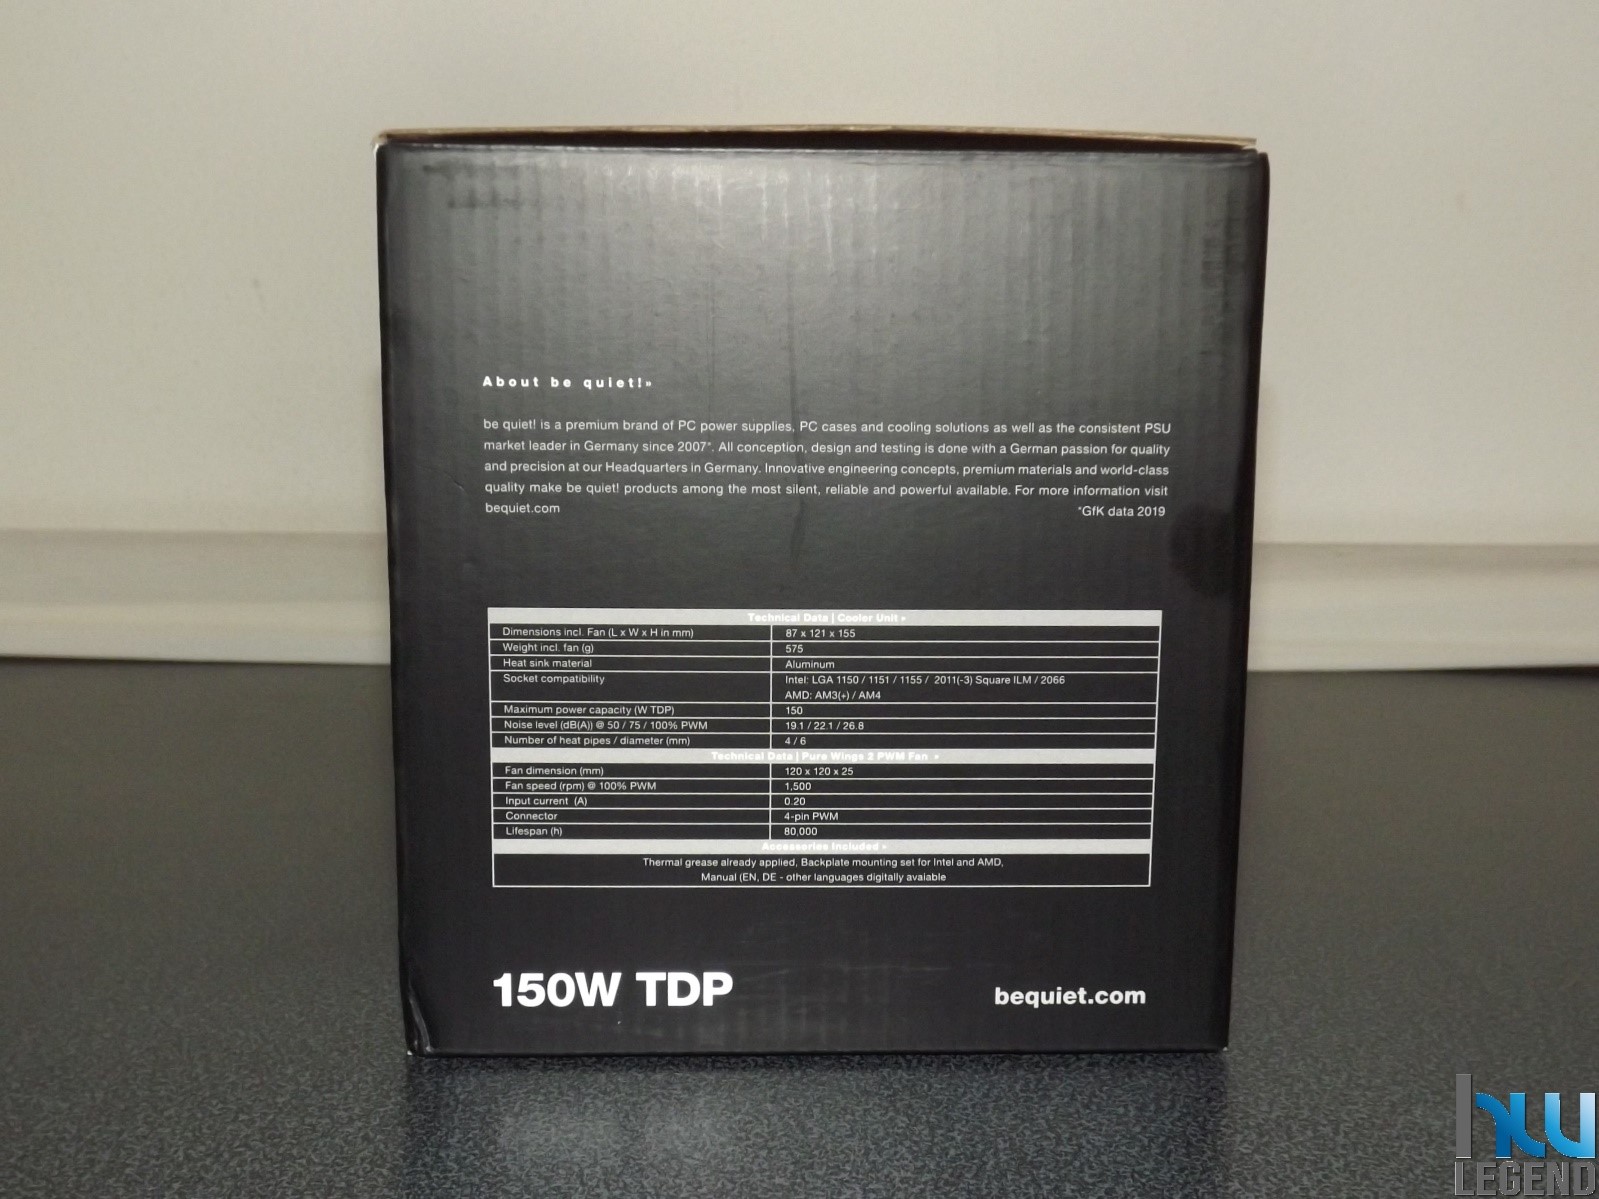 About be quiet!»
be quiet! is a premium brand of PC power supplies, PC cases and cooling solutions as well as the consistent PSU
market leader in Germany since 2007*. All conception, design and testing is done with a German passion for quality
and precision at our Headquarters in Germany. Innovative engineering concepts, premium materials and world-class
quality make be quiet! products among the most silent, reliable and powerful available. For more information visit
bequiet.com *GfK data 2019
Technical Data | Cooler Unit »
Dimensions incl. Fan (L x W x H in mm) 87 x 121 x 155
Weight incl. fan (g) 575
Heat sink material Aluminum
Socket compatibility Intel: LGA 1150 / 1151 / 1155 / 2011(-3) Square ILM / 2066
AMD: AM3(+) / AM4
Maximum power capacity (W TDP) 150
Noise level (dB(A)) @ 50 / 75 / 100% PWM 19.1 / 22.1 / 26.8
Number of heat pipes / diameter (mm) 4 / 6
Technical Data | Pure Wings 2 PWM Fan »
Fan dimension (mm) 120 x 120 x 25
Fan speed (rpm) @ 100% PWM 1,500
Input current (A) 0.20
Connector 4-pin PWM
Lifespan (h) 80,000
Accessories Included »
Thermal grease already applied, Backplate mounting set for Intel and AMD,
Manual (EN, DE - other languages digitally avaiable
150W TDP bequiet.com
LEGEND